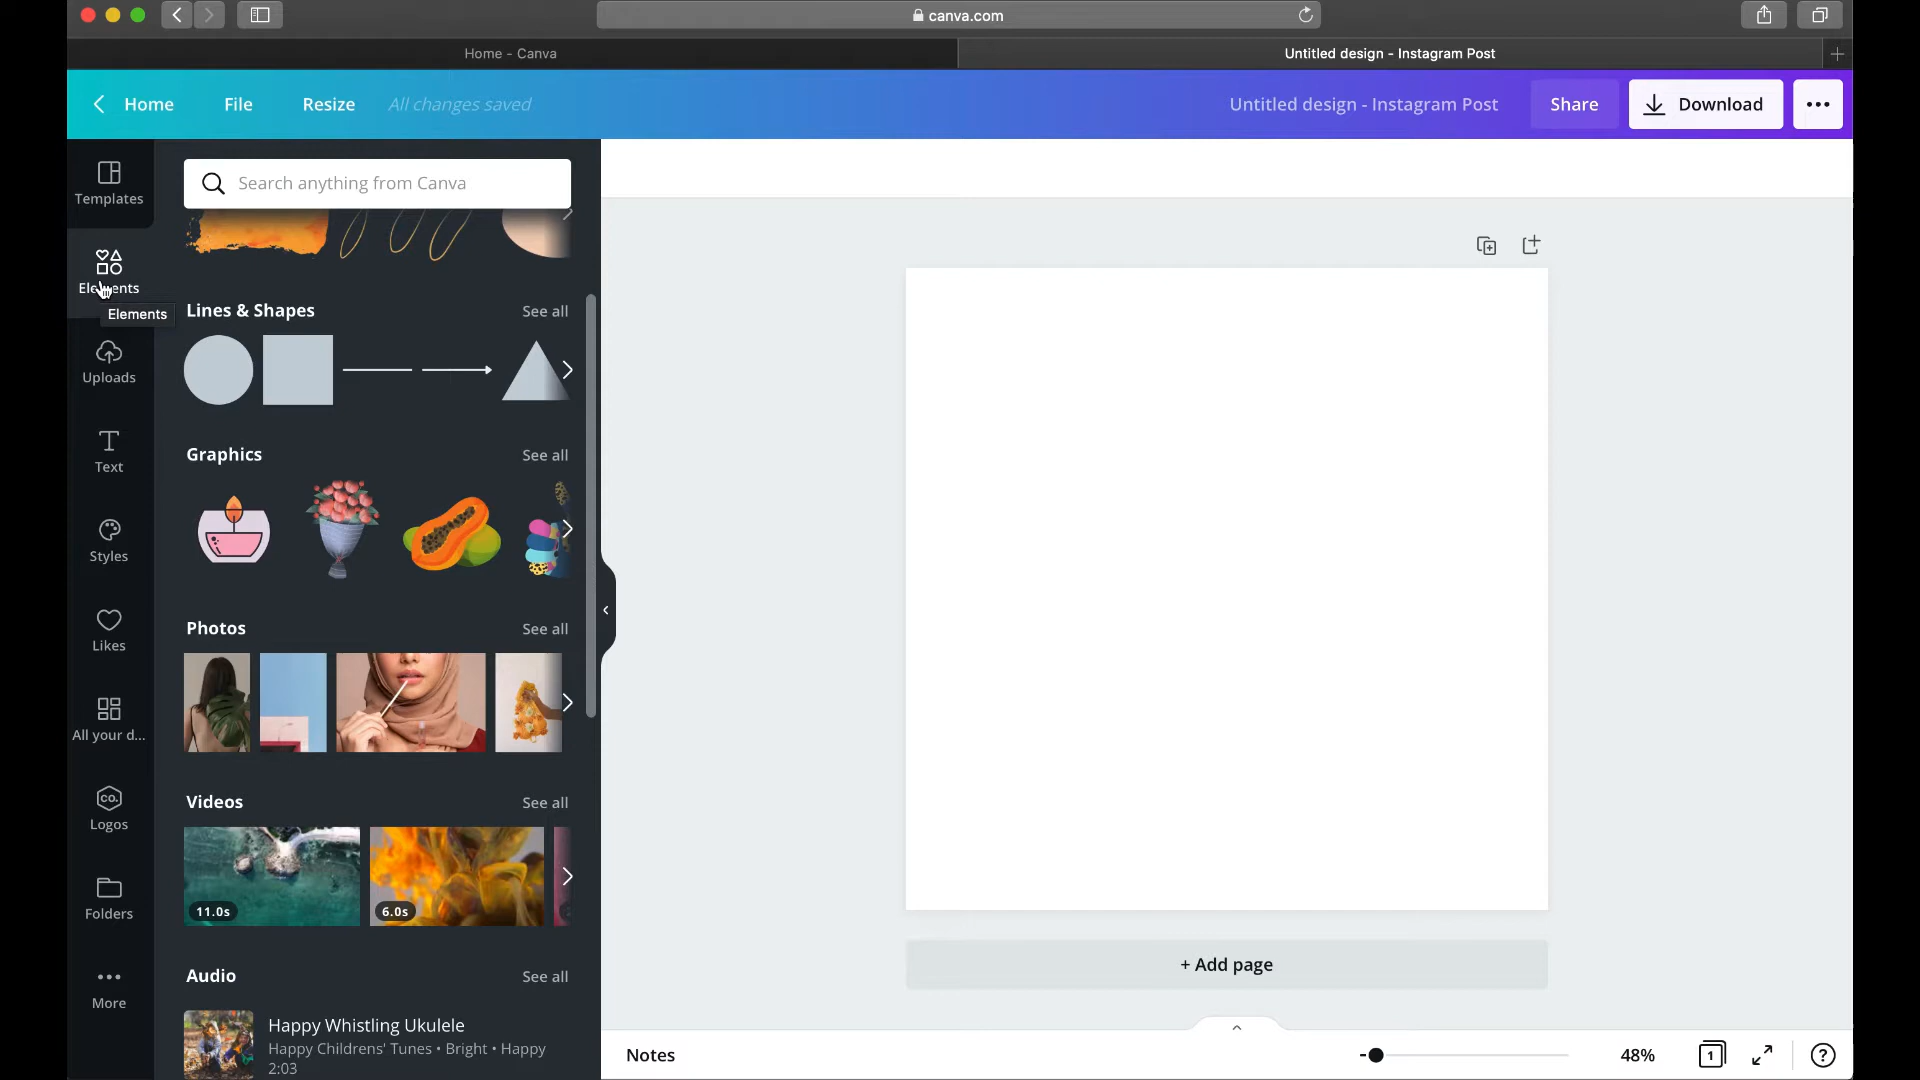 canva.com
Home - Canva
Untitled design - Instagram Post
Home
File
Resize
All changes saved
Untitled design - Instagram Post
Share
Download
Templates
Search anything from Canva
Elements
Elements
Lines & Shapes
See all
Uploads
Graphics
See all
Text
Styles
Photos
See all
Likes
All your d...
Videos
See all
11.0s
6.0s
CO.
Logos
Folders
Audio
See all
More
Happy Whistling Ukulele
Happy Childrens' Tunes • Bright • Happy
2:03
+ Add page
Notes
48%
1
?